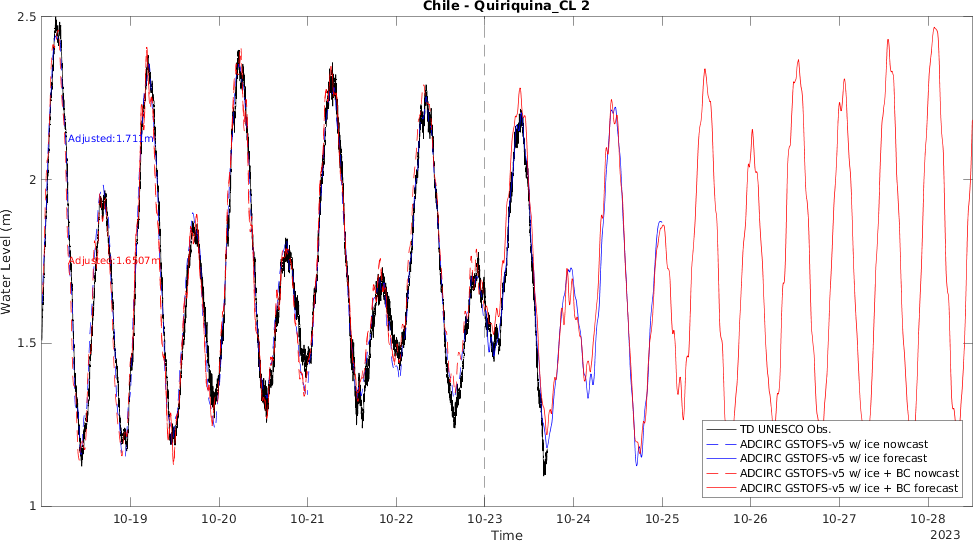 Chile - Quiriquina_CL 2
2.5
2
1.5
1
Water Level (m)
Adjusted:1.711m
Adjusted:1.6507m
TD UNESCO Obs.
ADCIRC GSTOFS-v5 w/ ice nowcast
ADCIRC GSTOFS-v5 w/ ice forecast
ADCIRC GSTOFS-v5 w/ ice + BC nowcast
ADCIRC GSTOFS-v5 w/ ice + BC forecast
10-19 10-20 10-21 10-22 10-23 10-24 10-25 10-26 10-27 10-28
2023
Time